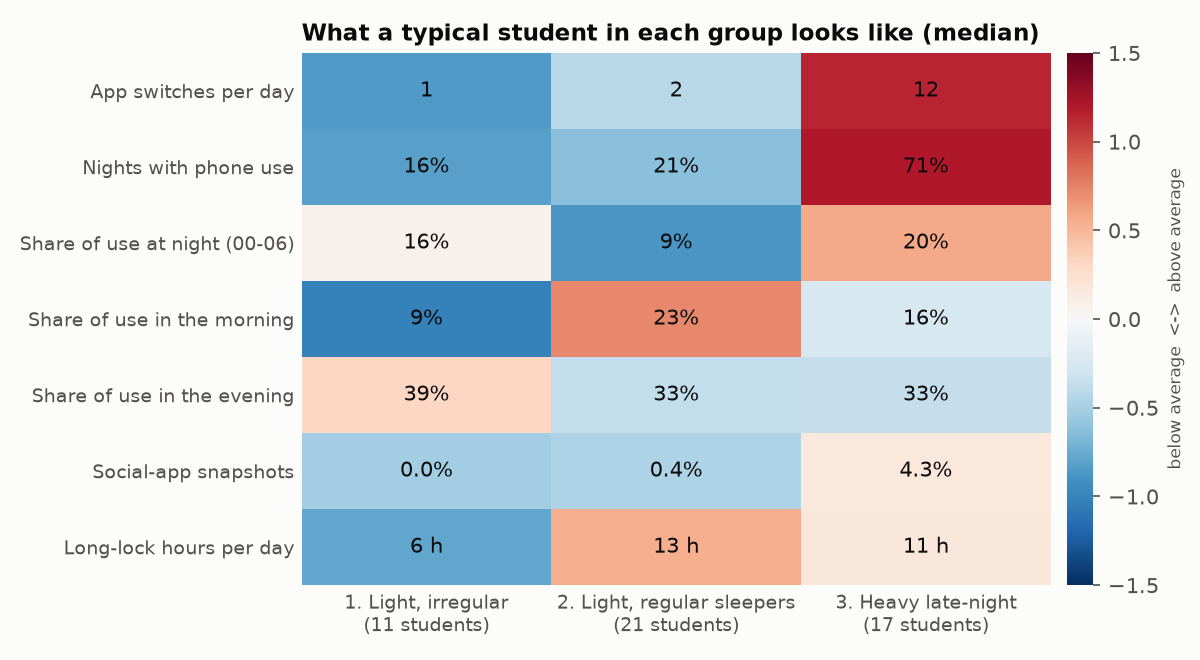 What a typical student in each group looks like (median)
App switches per day 1 2 12 1.5
Nights with phone use 16% 21% 71% 1.0
Share of use at night (00-06) 16% 9% 20% 0.5
Share of use in the morning 9% 23% 16% 0.0
Share of use in the evening 39% 33% 33% −0.5
Social-app snapshots 0.0% 0.4% 4.3% −1.0
Long-lock hours per day 6 h 13 h 11 h −1.5
below average <-> above average
1. Light, irregular 2. Light, regular sleepers 3. Heavy late-night
(11 students) (21 students) (17 students)